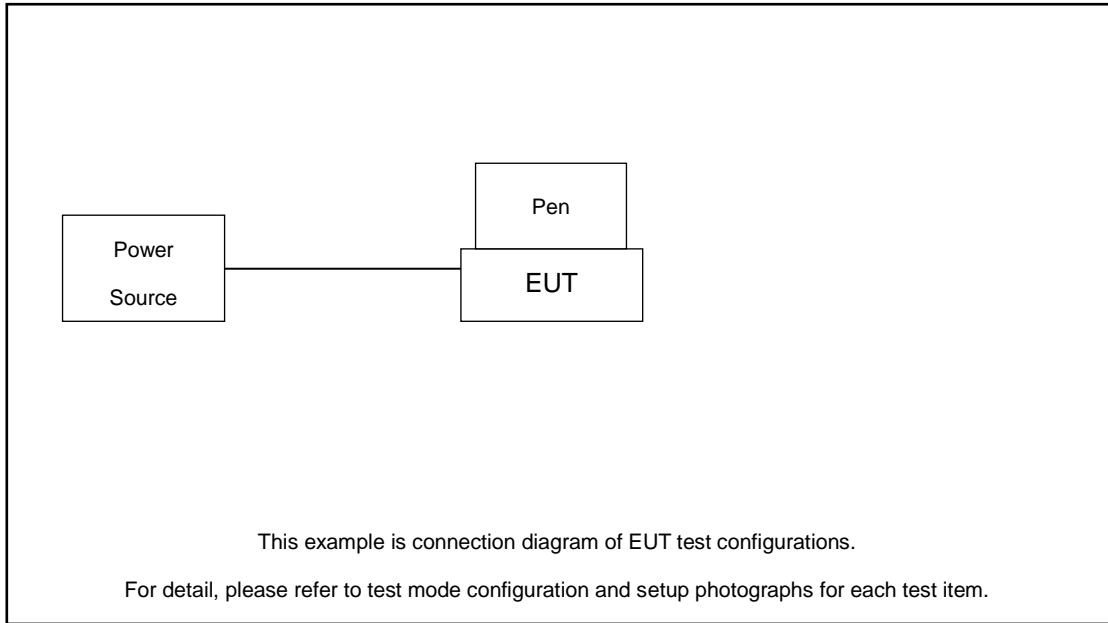 Pen
Power
Source
EUT
This example is connection diagram of EUT test configurations.
For detail, please refer to test mode configuration and setup photographs for each test item.